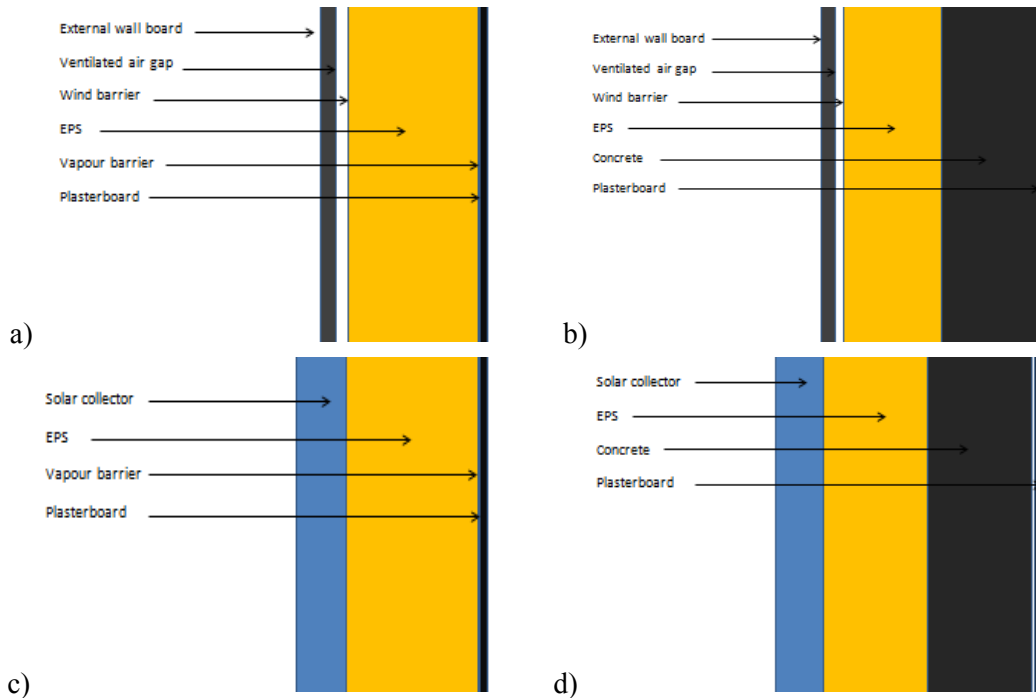 External wall board
Ventilated air gap
Wind barrier
EPS
Vapour barrier
Plasterboard
a)
External wall board
Ventilated air gap
Wind barrier
EPS
Concrete
Plasterboard
b)
Solar collector
EPS
Vapour barrier
Plasterboard
c)
Solar collector
EPS
Concrete
Plasterboard
d)